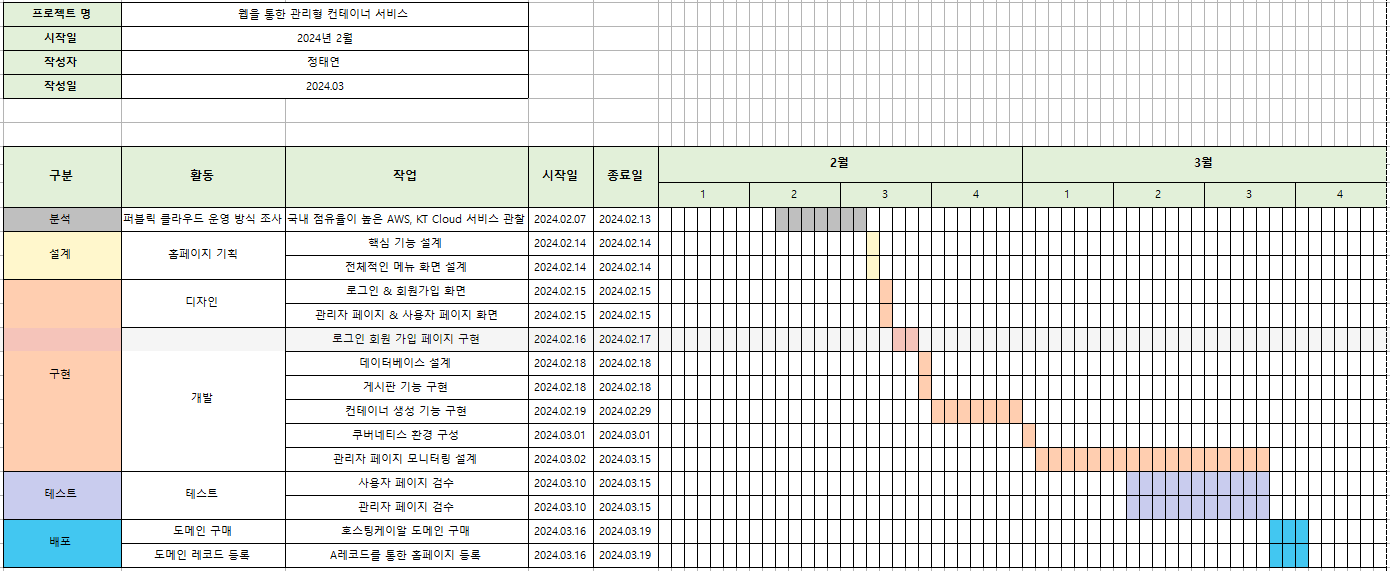 프로젝트 명 웹을 통한 관리형 컨테이너 서비스
시작일 2024년 2월
작성자 정태연
작성일 2024.03
구분 활동 작업 시작일 종료일 2월 3월
1 2 3 4 1 2 3 4
분석 퍼블릭 클라우드 운영 방식 조사 국내 점유율이 높은 AWS, KT Cloud 서비스 관찰 2024.02.07 2024.02.13
설계 홈페이지 기획 핵심 기능 설계 2024.02.14 2024.02.14
전체적인 메뉴 화면 설계 2024.02.14 2024.02.14
구현 디자인 로그인 & 회원가입 화면 2024.02.15 2024.02.15
관리자 페이지 & 사용자 페이지 화면 2024.02.15 2024.02.15
개발 로그인 회원 가입 페이지 구현 2024.02.16 2024.02.17
데이터베이스 설계 2024.02.18 2024.02.18
게시판 기능 구현 2024.02.18 2024.02.18
컨테이너 생성 기능 구현 2024.02.19 2024.02.29
쿠버네티스 환경 구성 2024.03.01 2024.03.01
관리자 페이지 모니터링 설계 2024.03.02 2024.03.15
테스트 테스트 사용자 페이지 검수 2024.03.10 2024.03.15
관리자 페이지 검수 2024.03.10 2024.03.15
배포 도메인 구매 호스팅케이알 도메인 구매 2024.03.16 2024.03.19
도메인 레코드 등록 A레코드를 통한 홈페이지 등록 2024.03.16 2024.03.19